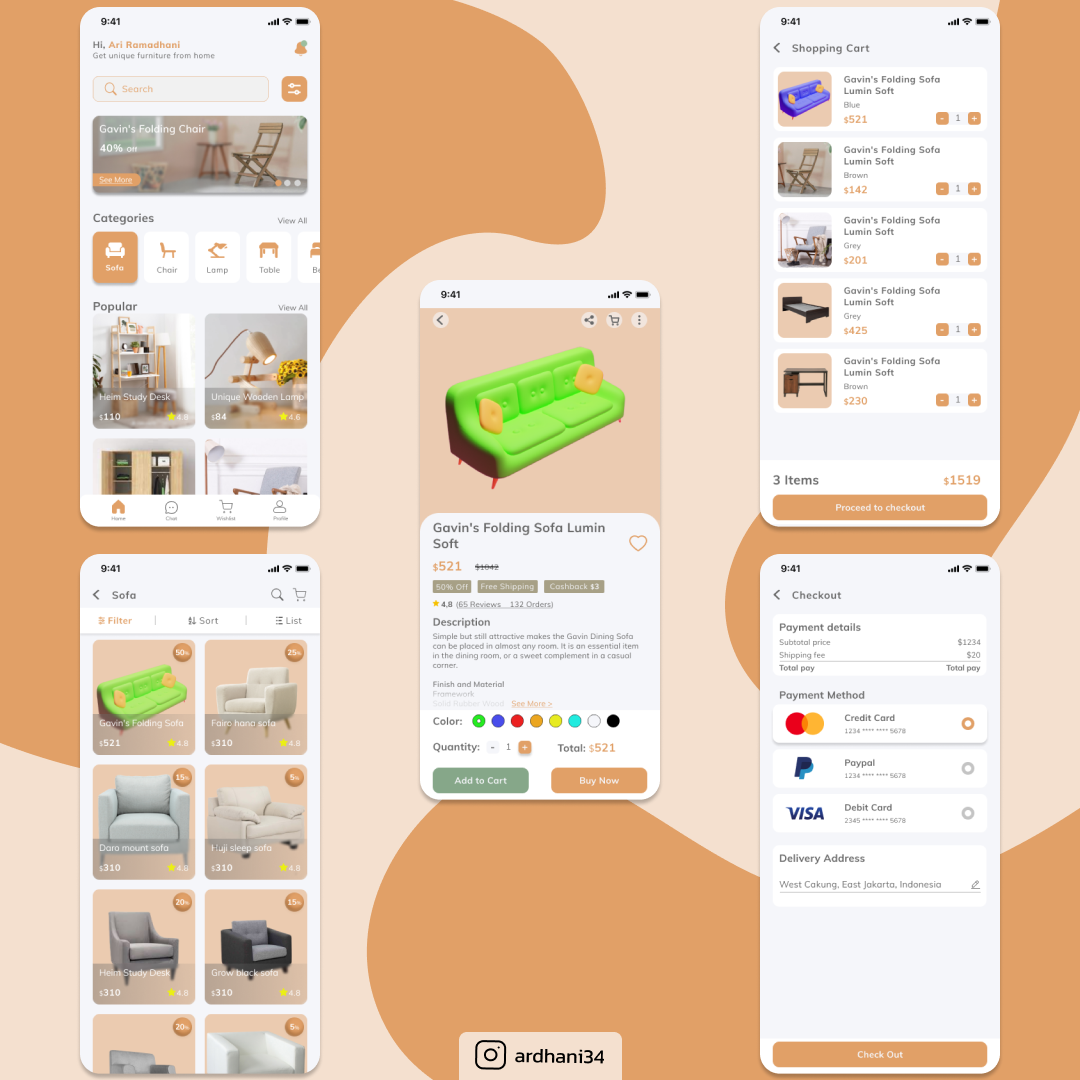 9:41
Hi, Ari Ramadhani
Get unique furniture from home
Search
Gavin's Folding Chair
40% Off
See More
Categories
View All
Sofa
Chair
Lamp
Table
Be
Popular
View All
Heim Study Desk
$110
4.8
Unique Wooden Lamp
$84
4.6
Home
Chat
Wishlist
Profile
9:41
Sofa
Filter
Sort
List
50%
Gavin's Folding Sofa
$521
4.8
25%
Fairo hana sofa
$310
4.8
15%
Dara mount sofa
$310
4.8
5%
Huji sleep sofa
$310
4.8
20%
Heim Study Desk
$310
4.8
15%
Grow black sofa
$310
4.8
20%
5%
9:41
Gavin's Folding Sofa Lumin
Soft
$521 $1042
50% Off
Free Shipping
Cashback $3
4,8 (65 Reviews 132 Orders)
Description
Simple but still attractive makes the Gavin Dining Sofa
can be placed in almost any room. It is an essential item
in the dining room, or a sweet complement in a casual
corner.
Finish and Material
Framework
Solid Rubber Wood See More >
Color:
Quantity: - 1 + Total: $521
Add to Cart
Buy Now
ardhani34
9:41
Shopping Cart
Gavin's Folding Sofa
Lumin Soft
Blue
$521 - 1 +
Gavin's Folding Sofa
Lumin Soft
Brown
$142 - 1 +
Gavin's Folding Sofa
Lumin Soft
Grey
$201 - 1 +
Gavin's Folding Sofa
Lumin Soft
Grey
$425 - 1 +
Gavin's Folding Sofa
Lumin Soft
Brown
$230 - 1 +
3 Items $1519
Proceed to checkout
9:41
Checkout
Payment details
Subtotal price $1234
Shipping fee $20
Total pay Total pay
Payment Method
Credit Card
1234 **** **** 5678
Paypal
1234 **** **** 5678
VISA
Debit Card
2345 **** **** 5678
Delivery Address
West Cakung, East Jakarta, Indonesia
Check Out